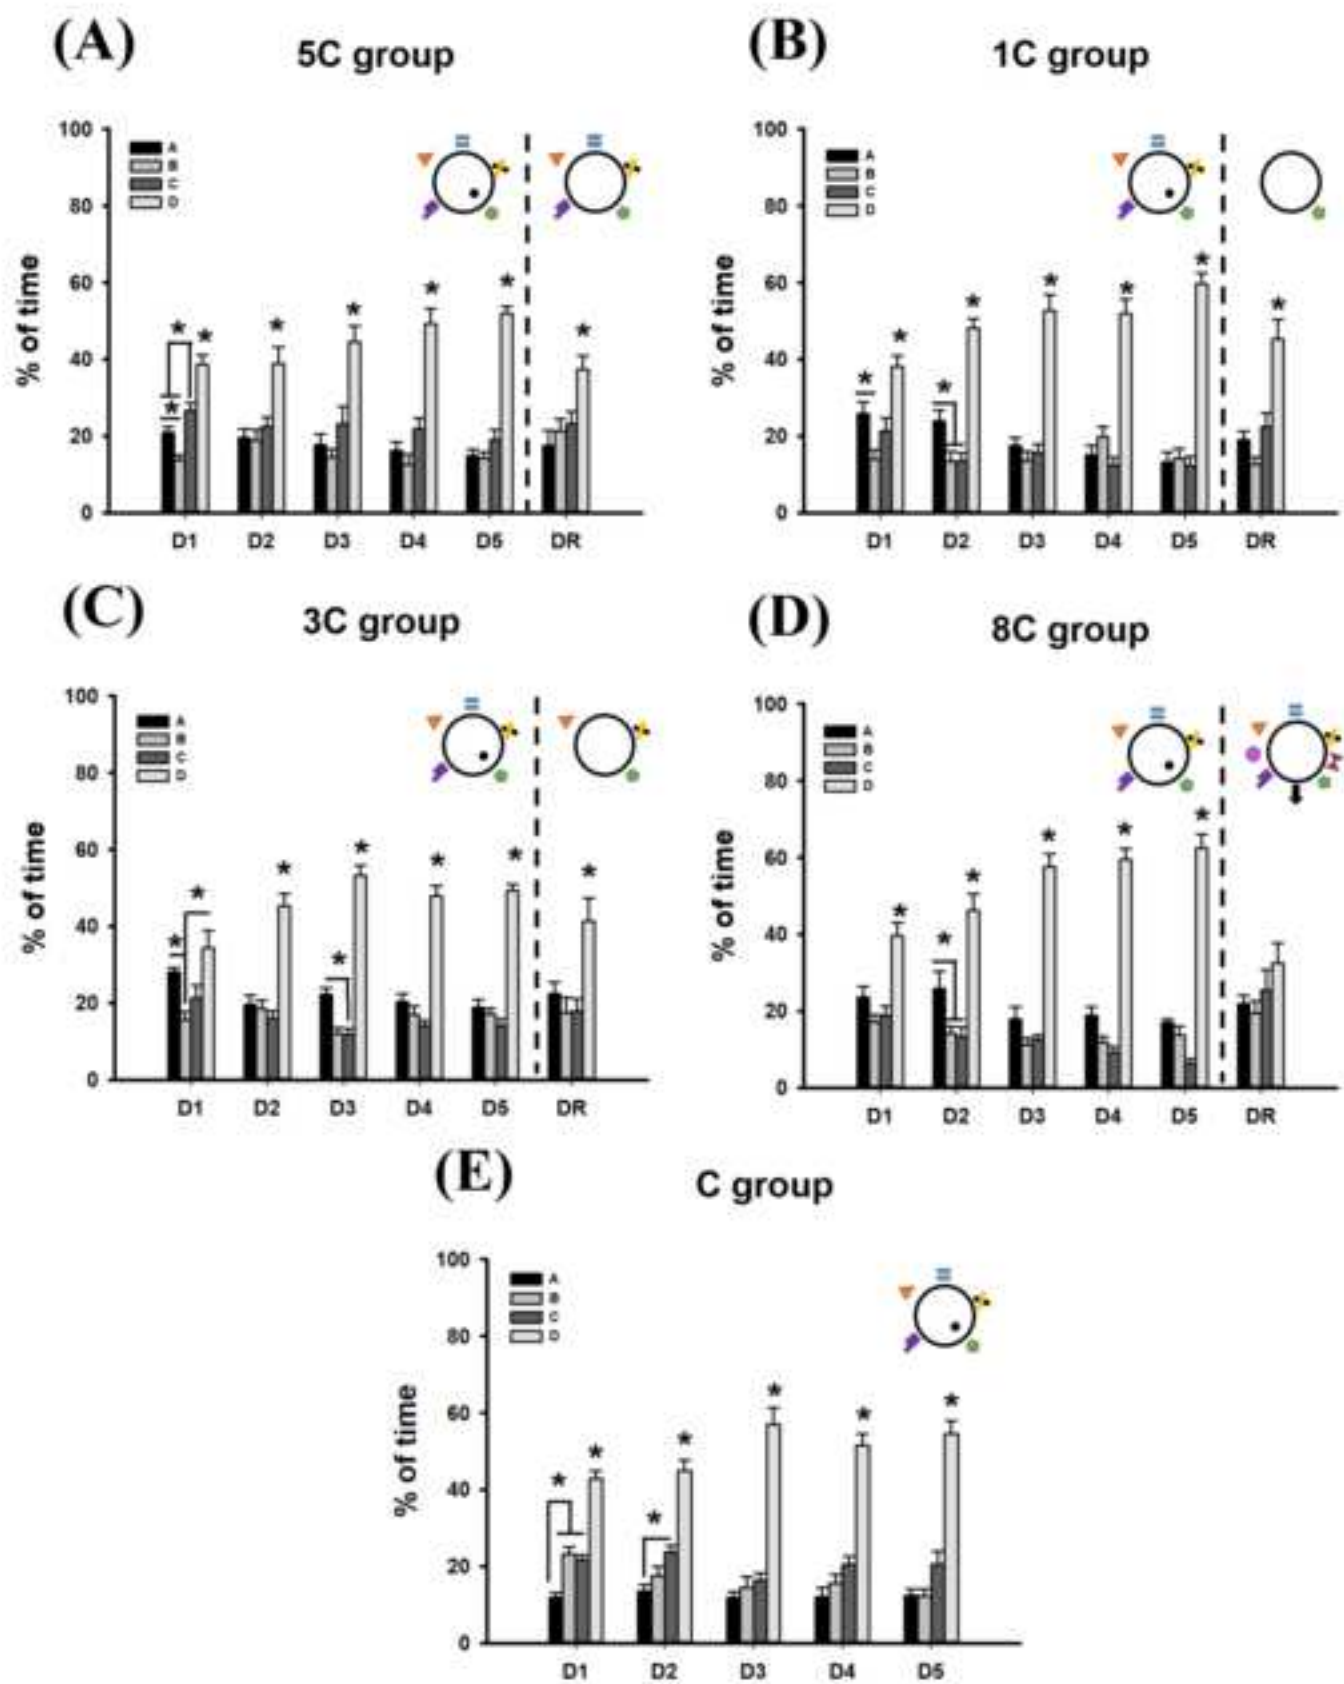 (A) 5C group
% of time
100
80
60
40
20
0
A
B
C
D
* * * * * * * *
D1 D2 D3 D4 D5 DR
(B) 1C group
% of time
100
80
60
40
20
0
A
B
C
D
* * * * * * * *
D1 D2 D3 D4 D5 DR
(C) 3C group
% of time
100
80
60
40
20
0
A
B
C
D
* * * * * * * *
D1 D2 D3 D4 D5 DR
(D) 8C group
% of time
100
80
60
40
20
0
A
B
C
D
* * * * * *
D1 D2 D3 D4 D5 DR
(E) C group
% of time
100
80
60
40
20
0
A
B
C
D
* * * * * * *
D1 D2 D3 D4 D5